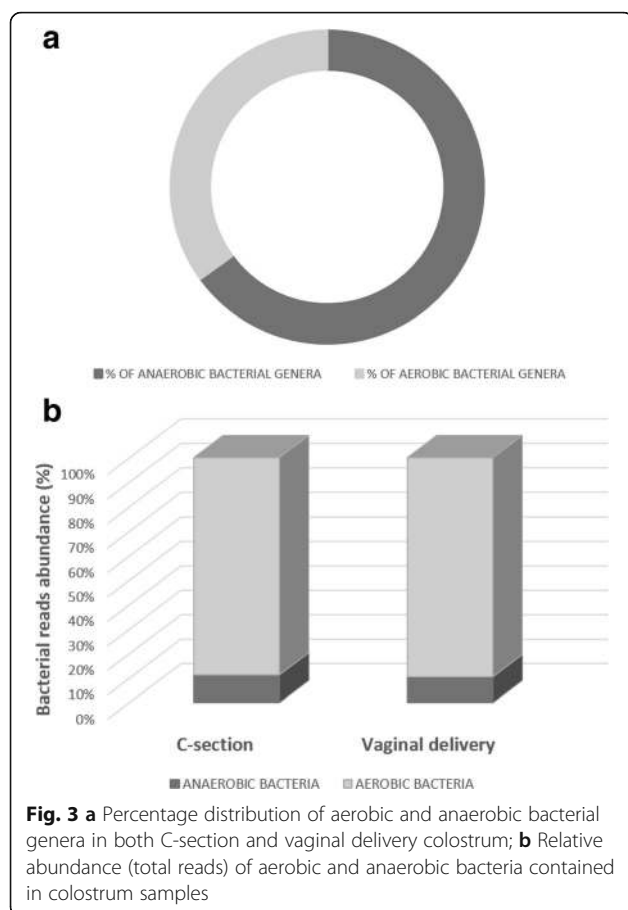 a
■% OF ANAEROBIC BACTERIAL GENERA ■% OF AEROBIC BACTERIAL GENERA
b
Bacterial reads abundance (%)
100%
90%
80%
70%
60%
50%
40%
30%
20%
10%
0%
C-section Vaginal delivery
■ANAEROBIC BACTERIA ■AEROBIC BACTERIA
Fig. 3 a Percentage distribution of aerobic and anaerobic bacterial
genera in both C-section and vaginal delivery colostrum; b Relative
abundance (total reads) of aerobic and anaerobic bacteria contained
in colostrum samples